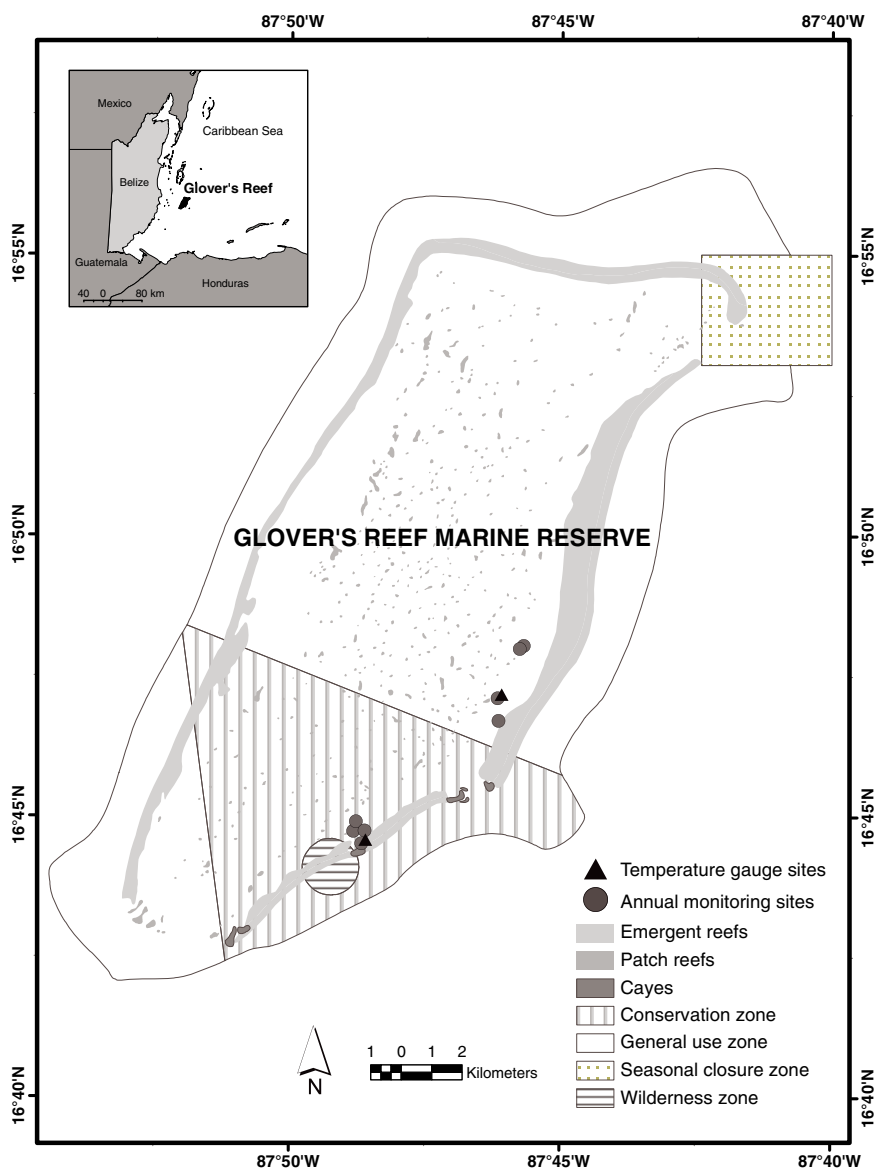 87°50'W
87°45'W
87°40'W
Mexico
Caribbean Sea
Belize
Glover's Reef
Guatemala
Honduras
40 0 80 km
16°55'N
16°55'N
16°50'N
16°50'N
GLOVER'S REEF MARINE RESERVE
16°45'N
16°45'N
Temperature gauge sites
Annual monitoring sites
Emergent reefs
Patch reefs
Cayes
Conservation zone
General use zone
Seasonal closure zone
Wilderness zone
N
1 0 1 2
Kilometers
16°40'N
16°40'N
87°50'W
87°45'W
87°40'W